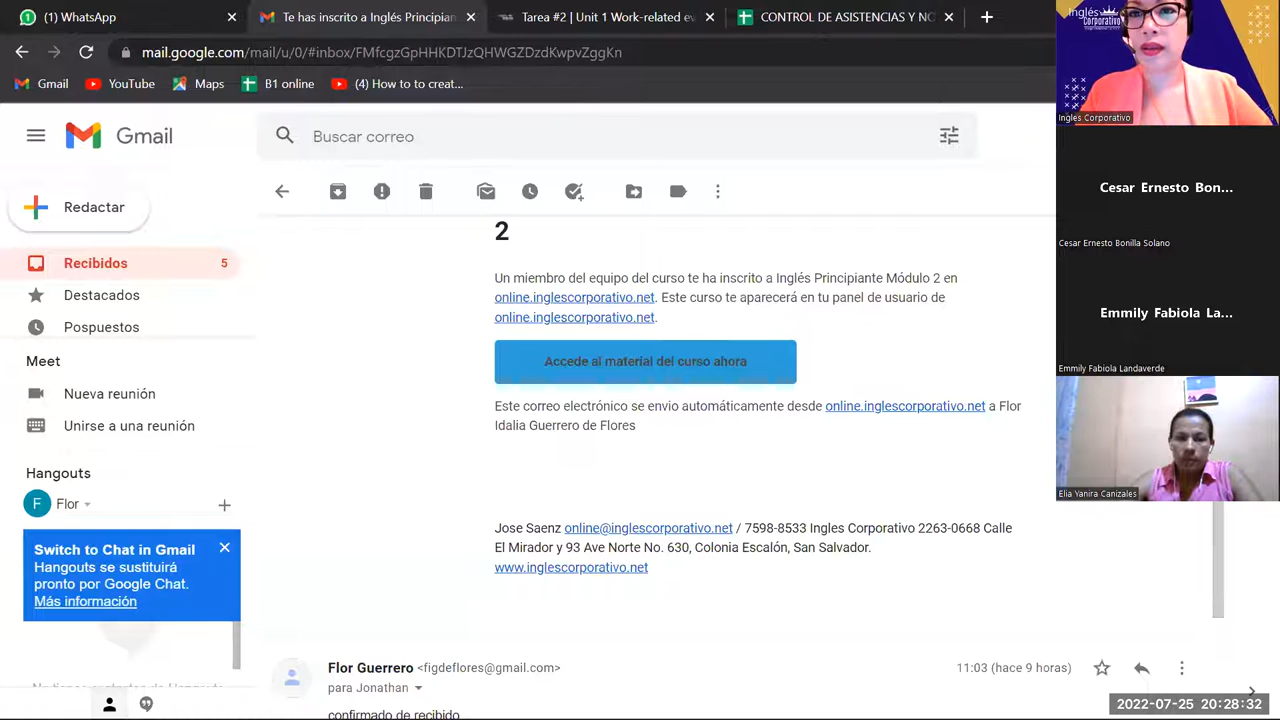 (1) WhatsApp
Te has inscrito a Inglés Principian
Tarea 2 | Unit 1 Work-related
CONTROL DE ASISTENCIA Y NO
mail.google.com/mail/u/0/#inbox/
Gmail
YouTube
Maps
B1 online
(4) How to to creat...
Gmail
Buscar correo
Redactar
Recibidos 5
Destacados
Pospuestos
Meet
Nueva reunión
Unirse a una reunión
Hangouts
F Flor
Switch to Chat in Gmail
Hangouts se sustituirá
pronto por Google Chat.
Más información
2
Un miembro del equipo del curso te ha inscrito a Inglés Principiante Módulo 2 en
online.inglescorporativo.net. Este curso te aparecerá en tu panel de usuario de
online.inglescorporativo.net.
Accede al material del curso ahora
Este correo electrónico se envio automáticamente desde online.inglescorporativo.net a Flor
Idalia Guerrero de Flores
Jose Saenz online@inglescorporativo.net / 7598-8533 Ingles Corporativo 2263-0668 Calle
El Mirador y 93 Ave Norte No. 630, Colonia Escalón, San Salvador.
www.inglescorporativo.net
Flor Guerrero <figdeflores@gmail.com>
11:03 (hace 9 horas)
para Jonathan
confirmado de recibido
Inglés
Corporativo
Ingles Corporativo
Cesar Ernesto Bon...
Cesar Ernesto Bonilla Solano
Emmily Fabiola La...
Emmily Fabiola Landaverde
Elia Yanira Canizales
2022-07-25 20:28:32